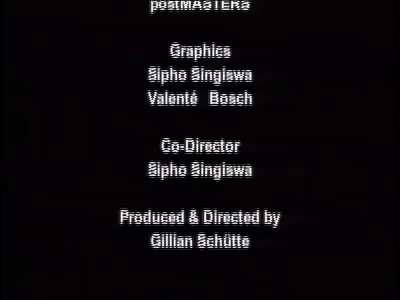 postMASTERS
Graphics
Sipho Singiswa
Valenté Bosch
Co-Director
Sipho Singiswa
Produced & Directed by
Gillian Schütte